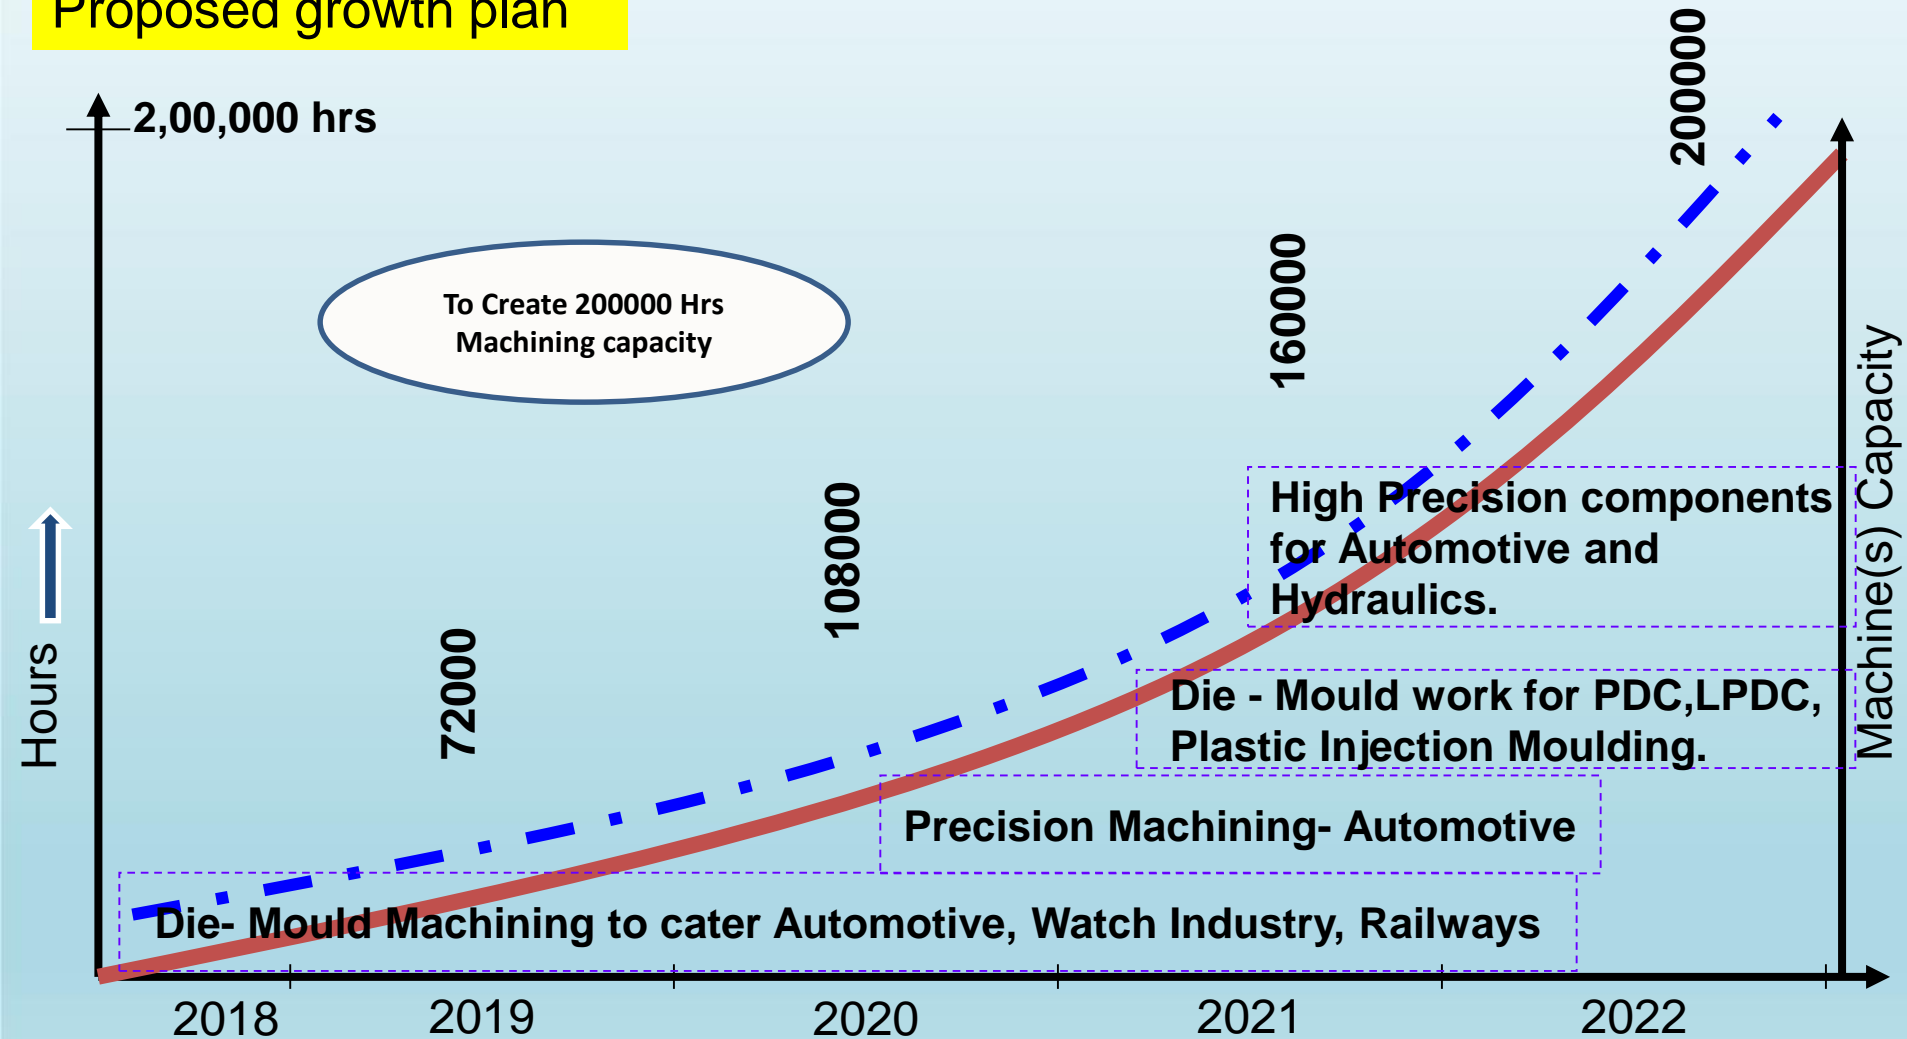 Proposed growth plan
2,00,000 hrs
200000
To Create 200000 Hrs
Machining capacity
160000
108000
72000
Hours
Machine(s) Capacity
High Precision components
for Automotive and
Hydraulics.
Die - Mould work for PDC,LPDC,
Plastic Injection Moulding.
Precision Machining- Automotive
Die- Mould Machining to cater Automotive, Watch Industry, Railways
2018
2019
2020
2021
2022